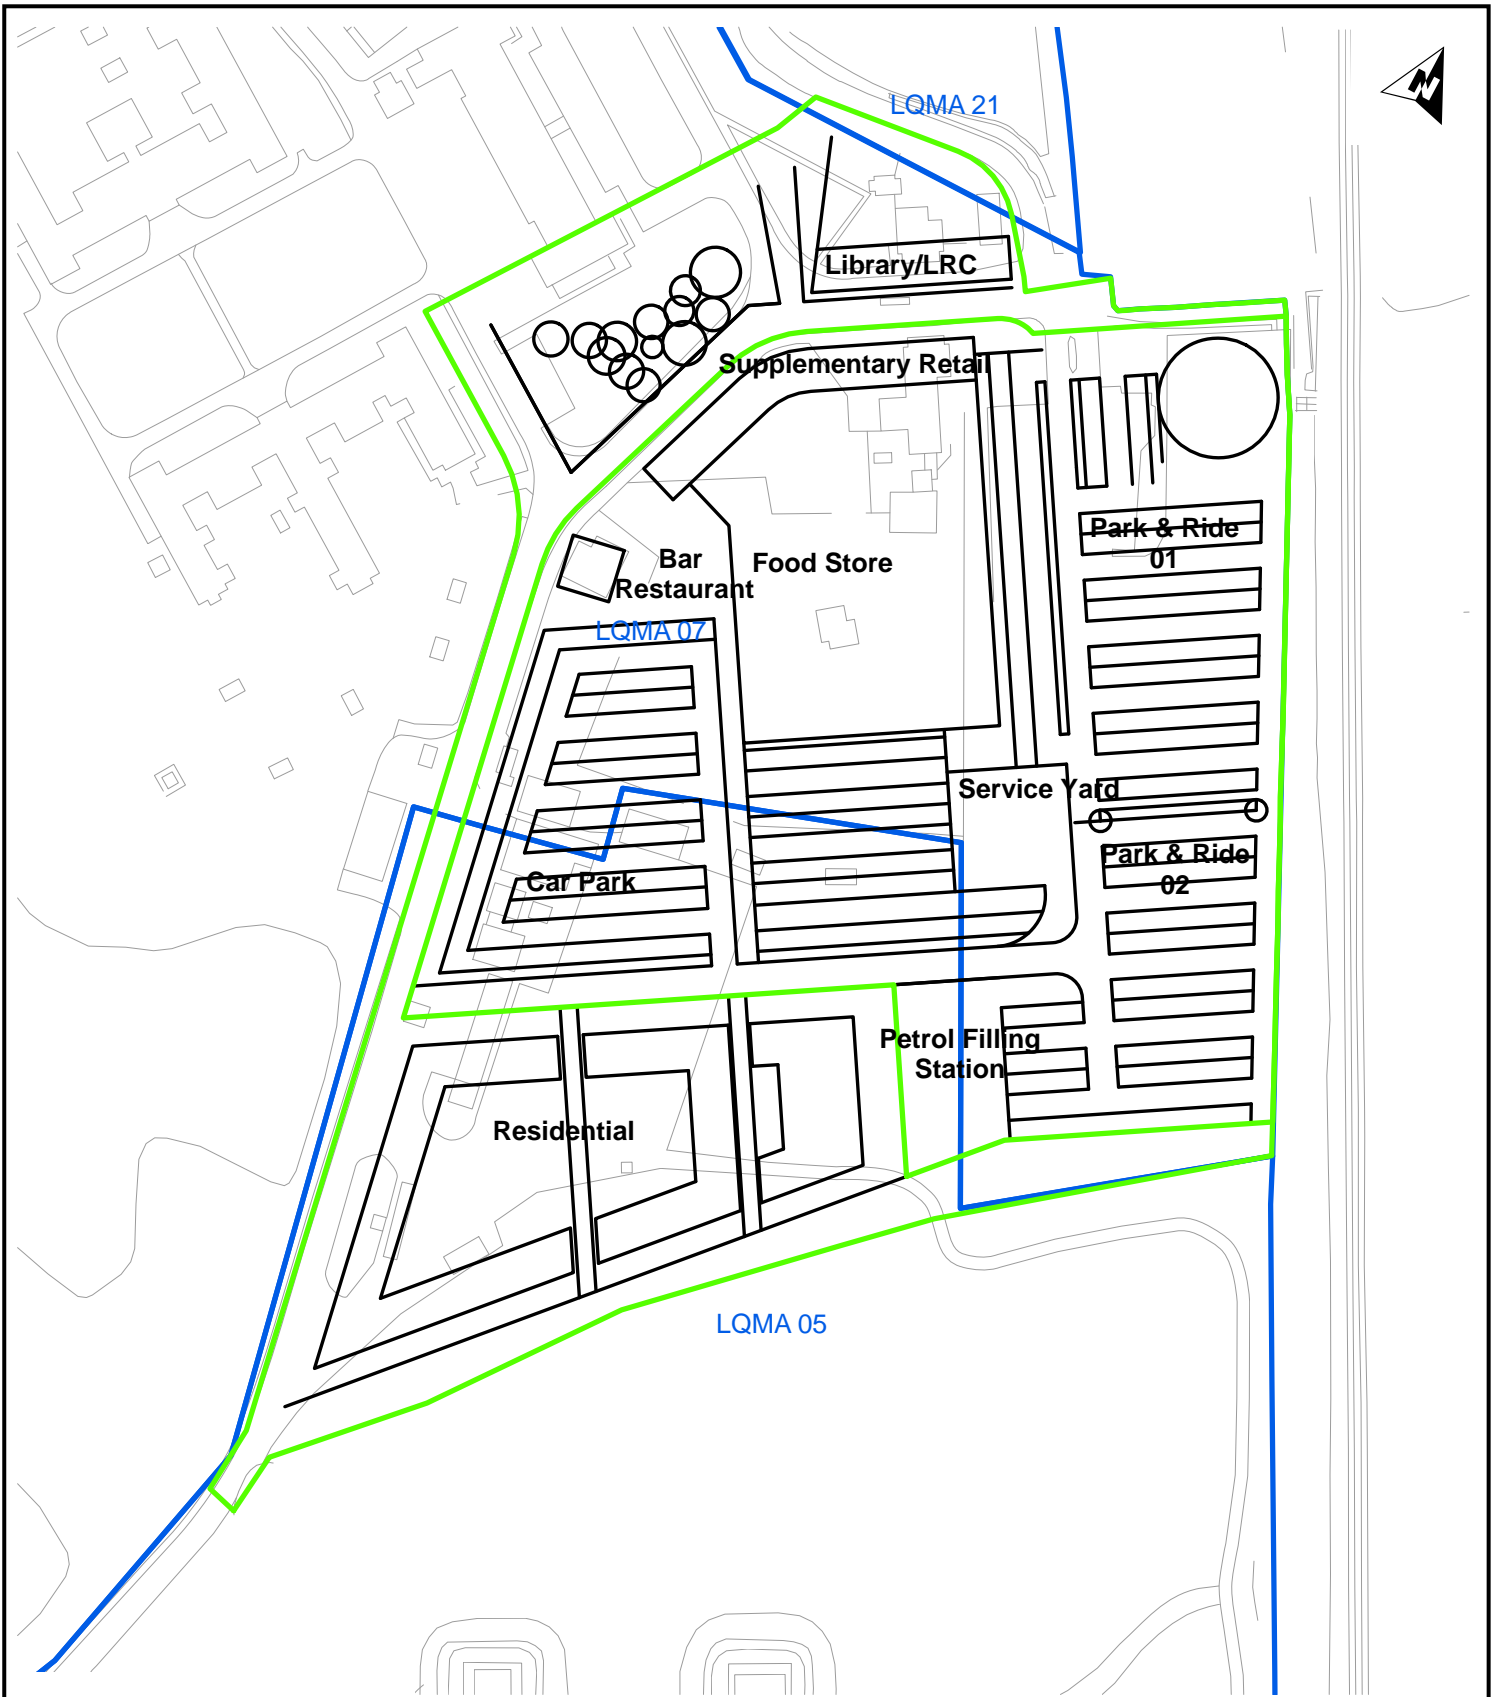 LQMA 21
N
Library/LRC
Supplementary Retail
Park & Ride
01
Bar
Restaurant
Food Store
LQMA 07
Service Yard
Park & Ride
02
Car Park
Petrol Filling
Station
Residential
LQMA 05